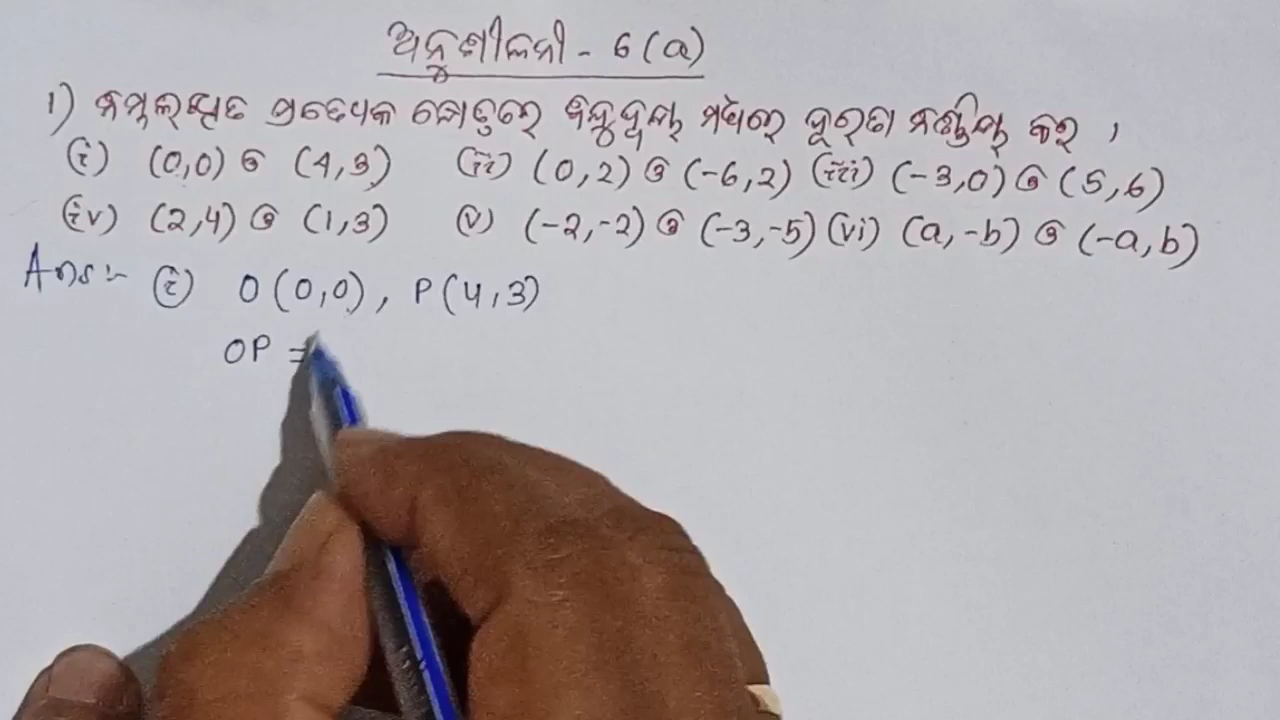 ଅନୁଶୀଳନୀ - 6 (a)
1) ନିମ୍ନଲିଖିତ ପ୍ରତ୍ୟେକ ଯୋଡ଼ିରେ ବିନ୍ଦୁଦ୍ୱୟ ମଧ୍ୟରେ ଦୂରତା ନିର୍ଣ୍ଣୟ କର ।
(i) (0,0) ଓ (4,3) (ii) (0,2) ଓ (-6,2) (iii) (-3,0) ଓ (5,6)
(iv) (2,4) ଓ (1,3) (v) (-2,-2) ଓ (-3,-5) (vi) (a,-b) ଓ (-a,b)
Ans:- (i) O(0,0), P(4,3)
OP =